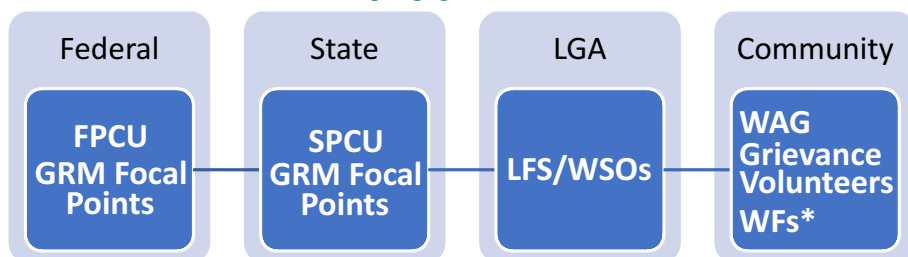 Federal
FPCU
GRM Focal
Points
State
SPCU
GRM Focal
Points
LGA
LFS/WSOs
Community
WAG
Grievance
Volunteers
WFs*